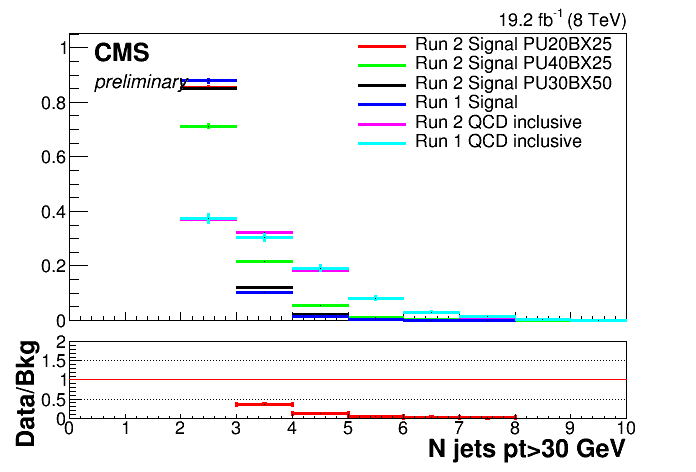 19.2 fb-1 (8 TeV)
CMS
preliminary
Run 2 Signal PU20BX25
Run 2 Signal PU40BX25
Run 2 Signal PU30BX50
Run 1 Signal
Run 2 QCD inclusive
Run 1 QCD inclusive
1
0.8
0.6
0.4
0.2
0
2
1.5
1
0.5
0
Data/Bkg
0 1 2 3 4 5 6 7 8 9 10
N jets pt>30 GeV